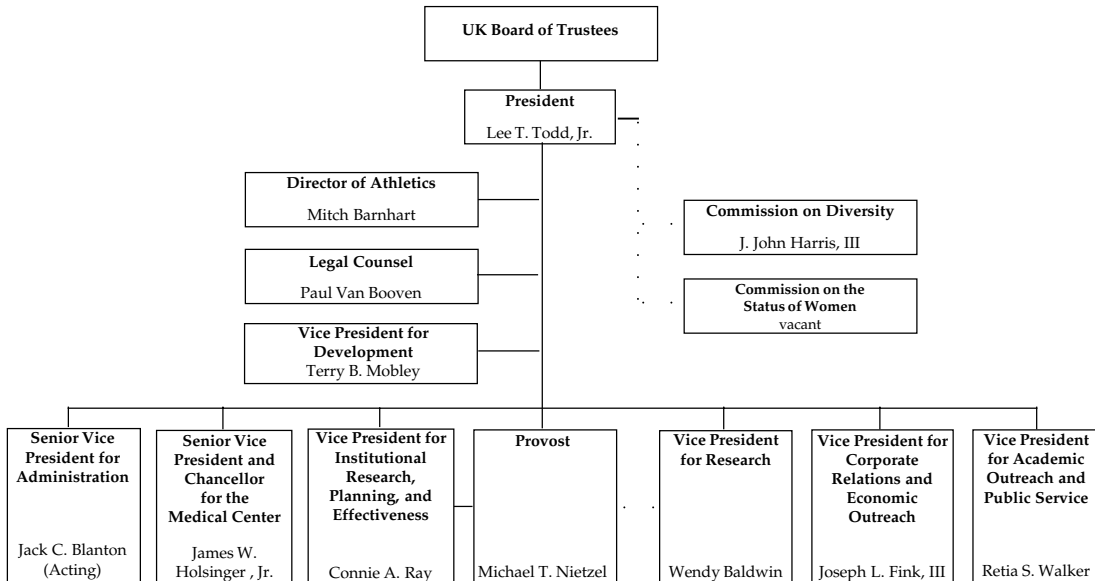 UK Board of Trustees
President
Lee T. Todd, Jr.
Director of Athletics
Mitch Barnhart
Commission on Diversity
J. John Harris, III
Legal Counsel
Paul Van Booven
Commission on the
Status of Women
vacant
Vice President for
Development
Terry B. Mobley
Senior Vice
President for
Administration
Jack C. Blanton
(Acting)
Senior Vice
President and
Chancellor
for the
Medical Center
James W.
Holsinger , Jr.
Vice President for
Institutional
Research,
Planning, and
Effectiveness
Connie A. Ray
Provost
Michael T. Nietzel
Vice President
for Research
Wendy Baldwin
Vice President for
Corporate
Relations and
Economic
Outreach
Joseph L. Fink, III
Vice President
for Academic
Outreach and
Public Service
Retia S. Walker